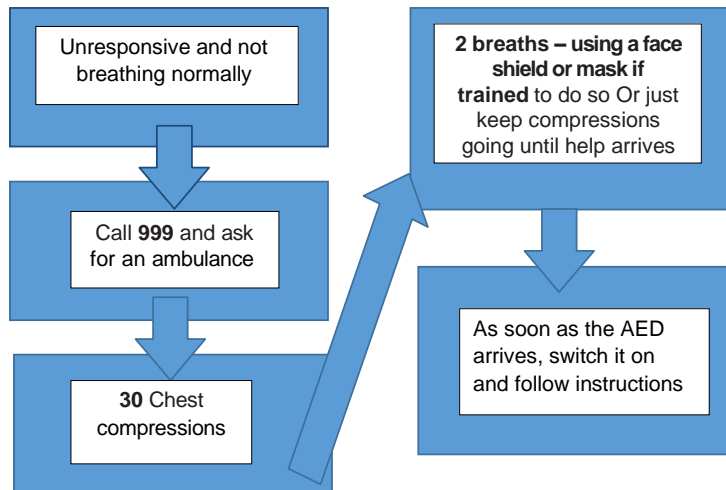 Unresponsive and not
breathing normally
Call 999 and ask
for an ambulance
30 Chest
compressions
2 breaths – using a face
shield or mask if
trained to do so Or just
keep compressions
going until help arrives
As soon as the AED
arrives, switch it on
and follow instructions